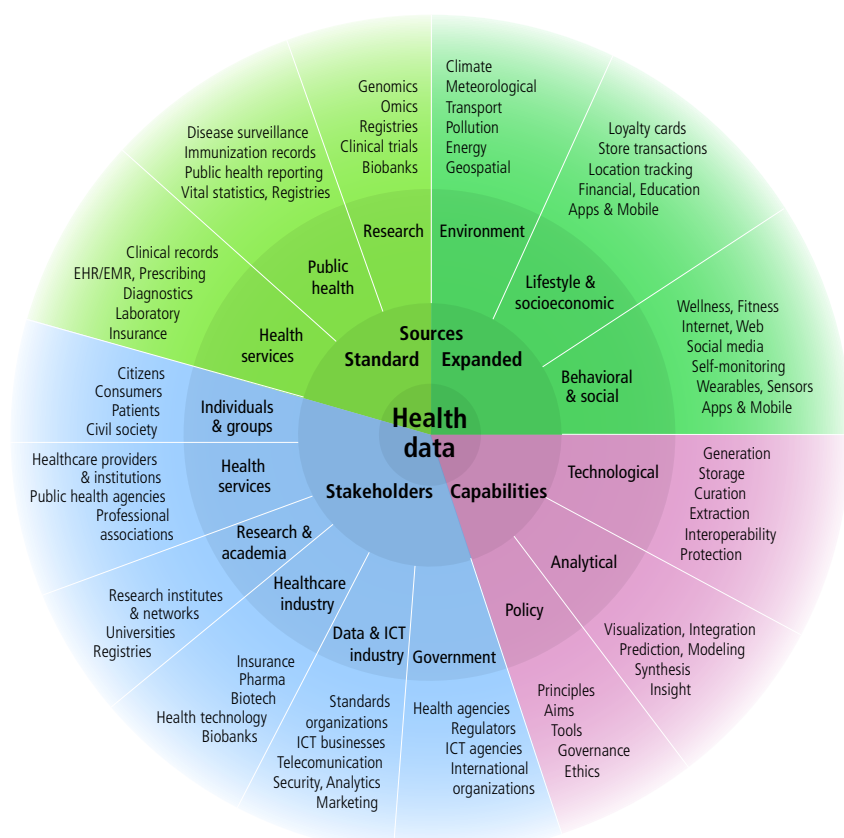 Health
data
Sources
Standard
Expanded
Stakeholders
Capabilities
Research
Genomics
Omics
Registries
Clinical trials
Biobanks
Public
health
Disease surveillance
Immunization records
Public health reporting
Vital statistics, Registries
Health
services
Clinical records
EHR/EMR, Prescribing
Diagnostics
Laboratory
Insurance
Environment
Climate
Meteorological
Transport
Pollution
Energy
Geospatial
Lifestyle &
socioeconomic
Loyalty cards
Store transactions
Location tracking
Financial, Education
Apps & Mobile
Behavioral
& social
Wellness, Fitness
Internet, Web
Social media
Self-monitoring
Wearables, Sensors
Apps & Mobile
Technological
Generation
Storage
Curation
Extraction
Interoperability
Protection
Analytical
Visualization, Integration
Prediction, Modeling
Synthesis
Insight
Policy
Principles
Aims
Tools
Governance
Ethics
Government
Health agencies
Regulators
ICT agencies
International
organizations
Data & ICT
industry
Standards
organizations
ICT businesses
Telecomunication
Security, Analytics
Marketing
Healthcare
industry
Insurance
Pharma
Biotech
Health technology
Biobanks
Research &
academia
Research institutes
& networks
Universities
Registries
Health
services
Healthcare providers
& institutions
Public health agencies
Professional
associations
Individuals
& groups
Citizens
Consumers
Patients
Civil society